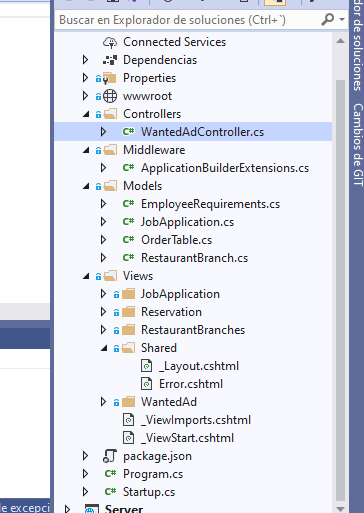 Buscar en Explorador de soluciones (Ctrl+`)
Connected Services
Dependencias
Properties
wwwroot
Controllers
C# WantedAdController.cs
Middleware
C# ApplicationBuilderExtensions.cs
Models
C# EmployeeRequirements.cs
C# JobApplication.cs
C# OrderTable.cs
C# RestaurantBranch.cs
Views
JobApplication
Reservation
RestaurantBranches
Shared
_Layout.cshtml
Error.cshtml
WantedAd
_ViewImports.cshtml
_ViewStart.cshtml
package.json
C# Program.cs
C# Startup.cs
Server
dor de soluciones
Cambios de GIT
de excepci